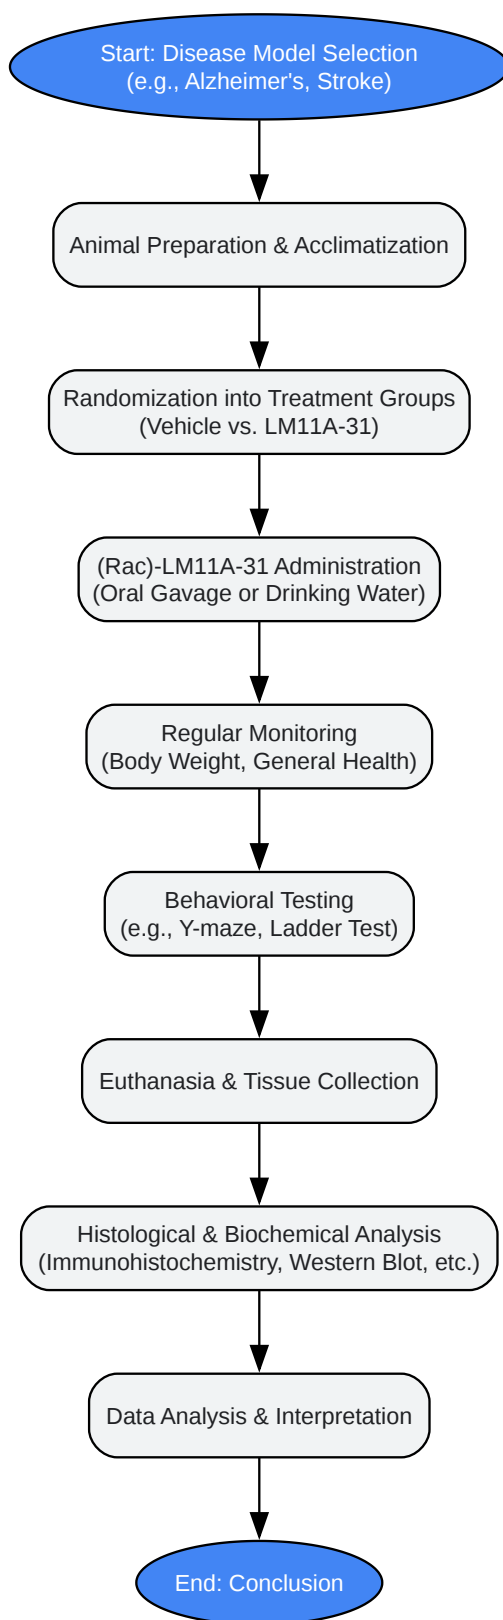 Start: Disease Model Selection
(e.g., Alzheimer's, Stroke)
Animal Preparation & Acclimatization
Randomization into Treatment Groups
(Vehicle vs. LM11A-31)
(Rac)-LM11A-31 Administration
(Oral Gavage or Drinking Water)
Regular Monitoring
(Body Weight, General Health)
Behavioral Testing
(e.g., Y-maze, Ladder Test)
Euthanasia & Tissue Collection
Histological & Biochemical Analysis
(Immunohistochemistry, Western Blot, etc.)
Data Analysis & Interpretation
End: Conclusion